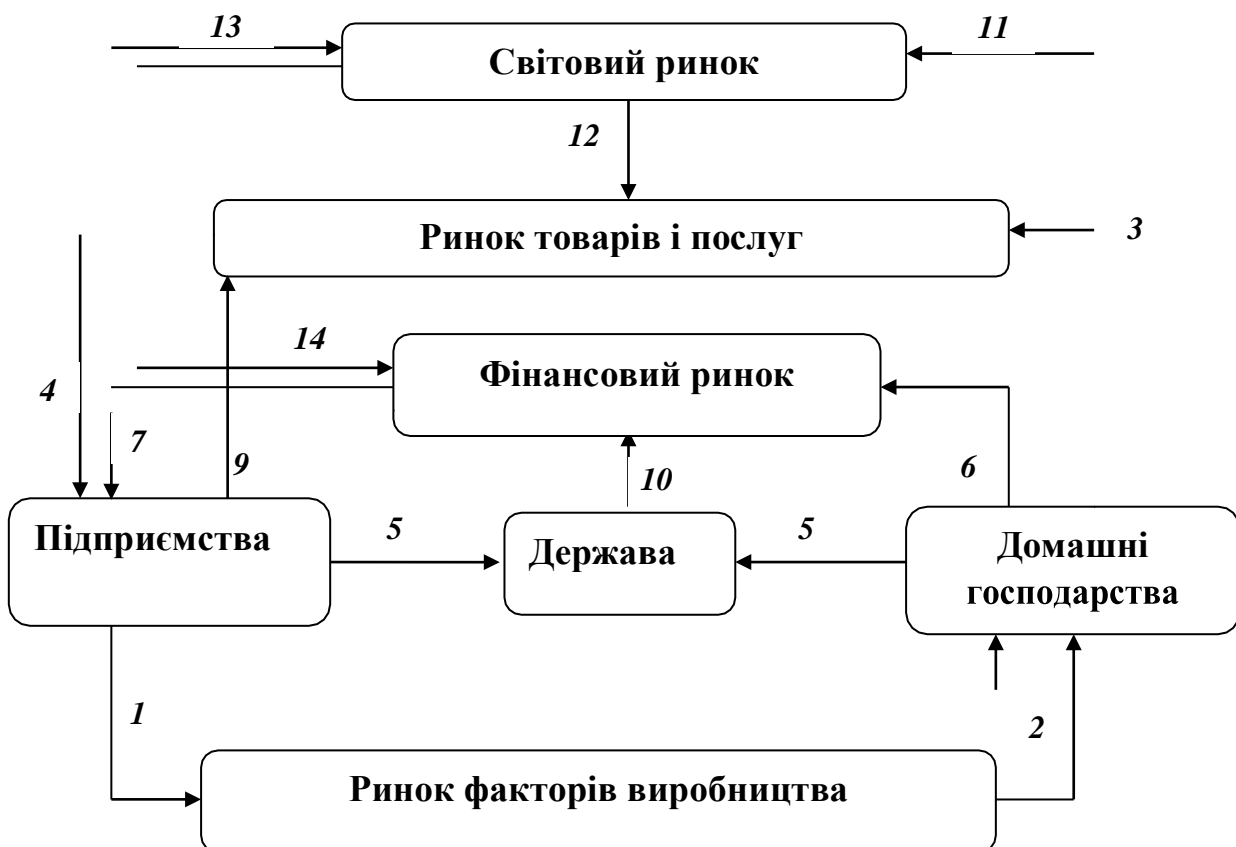 13
11
Світовий ринок
12
Ринок товарів і послуг
3
14
Фінансовий ринок
4
7
9
10
6
Підприємства
5
Держава
5
Домашні
господарства
1
2
Ринок факторів виробництва